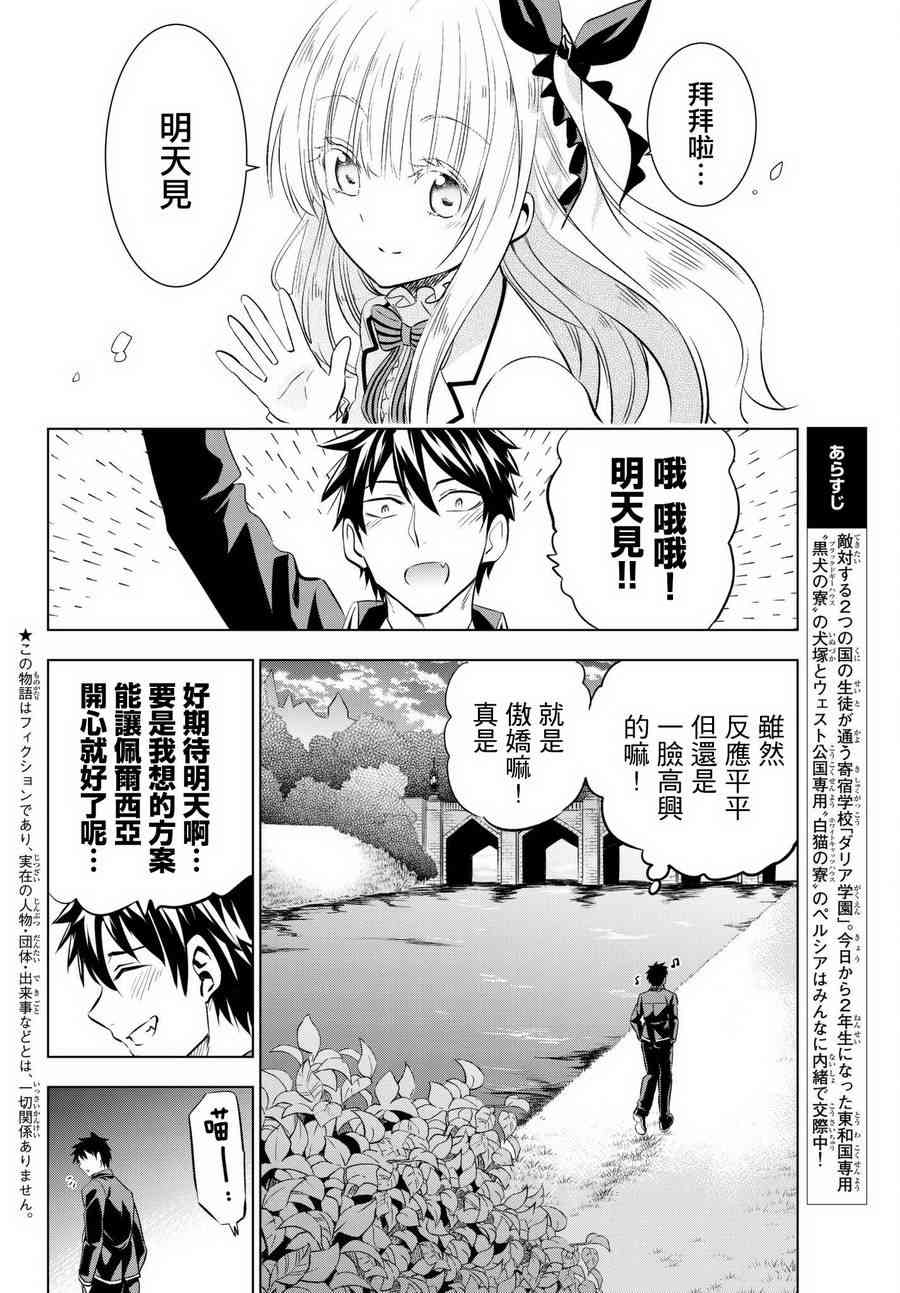 拜拜啦…
明天見
哦 哦哦！
明天見!!
雖然
反應平平
但還是
一臉高興
的嘛！
就是
傲嬌嘛！
真是
好期待明天啊…
要是我想的方案
能讓佩爾西亞
開心就好了呢…
喵——…
あらすじ
敵対する2つの国の生徒が通う寄宿学校「ダリア学園」。今日から2年生になった東和国専用
“黒犬の寮”の犬塚とウェスト公国専用“白猫の寮”のペルシアはみんなに内緒で交際中！
★この物語はフィクションであり、実在の人物・団体・出来事などとは、一切関係ありません。